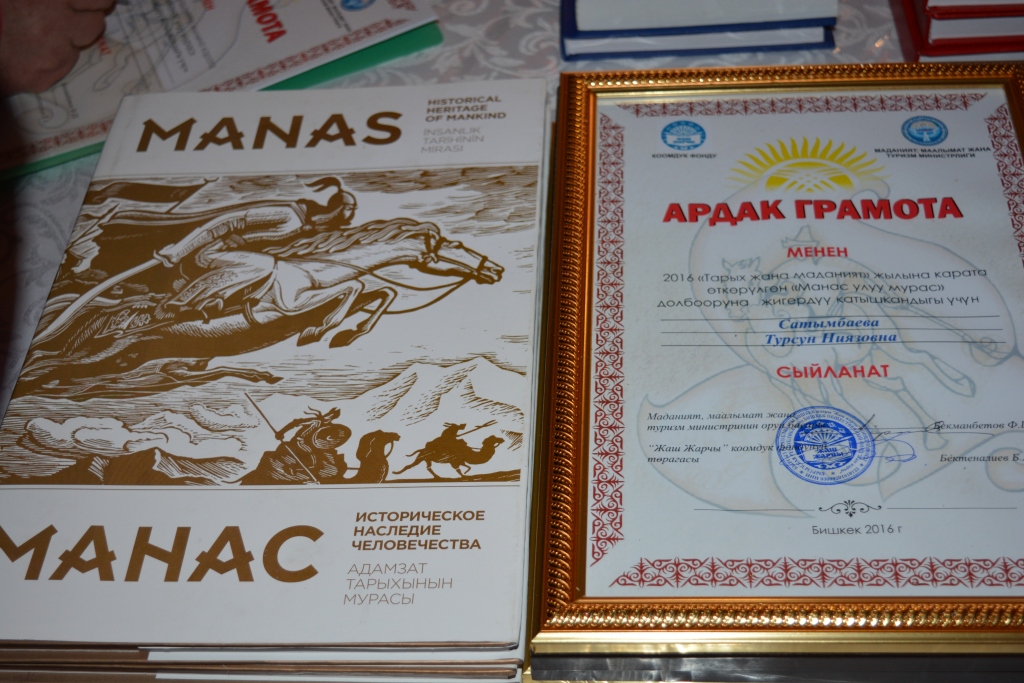 MANAS
HISTORICAL
HERITAGE
OF MANKIND
INSANLIK
TARIHININ
MIRASI
МАНАС
ИСТОРИЧЕСКОЕ
НАСЛЕДИЕ
ЧЕЛОВЕЧЕСТВА
АДАМЗАТ
ТАРЫХЫНЫН
МУРАСЫ
КООМДУК ФОНДУ
МАДАНИЯТ, МААЛЫМАТ ЖАНА
ТУРИЗМ МИНИСТРЛИГИ
АРДАК ГРАМОТА
МЕНЕН
2016 «Тарых жана маданият» жылына карата
өткөрүлгөн «Манас улуу мурас»
долбооруна жигердүү катышкандыгы үчүн
Сатымбаева
Турсун Ниязовна
СЫЙЛАНАТ
Маданият, маалымат жана
туризм министринин орун
Бекманбетов Ф.
"Жаш Жарчы" коомдук
төрагасы
Бектеналиев Б.
Бишкек 2016 г